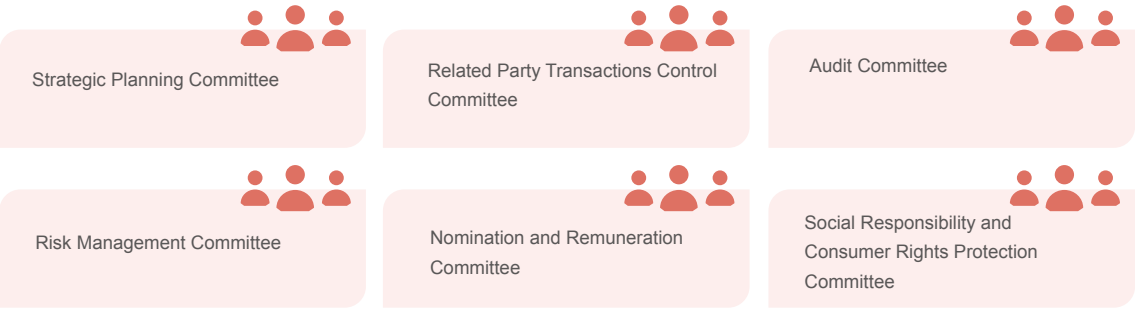 Strategic Planning Committee
Related Party Transactions Control
Committee
Audit Committee
Risk Management Committee
Nomination and Remuneration
Committee
Social Responsibility and
Consumer Rights Protection
Committee